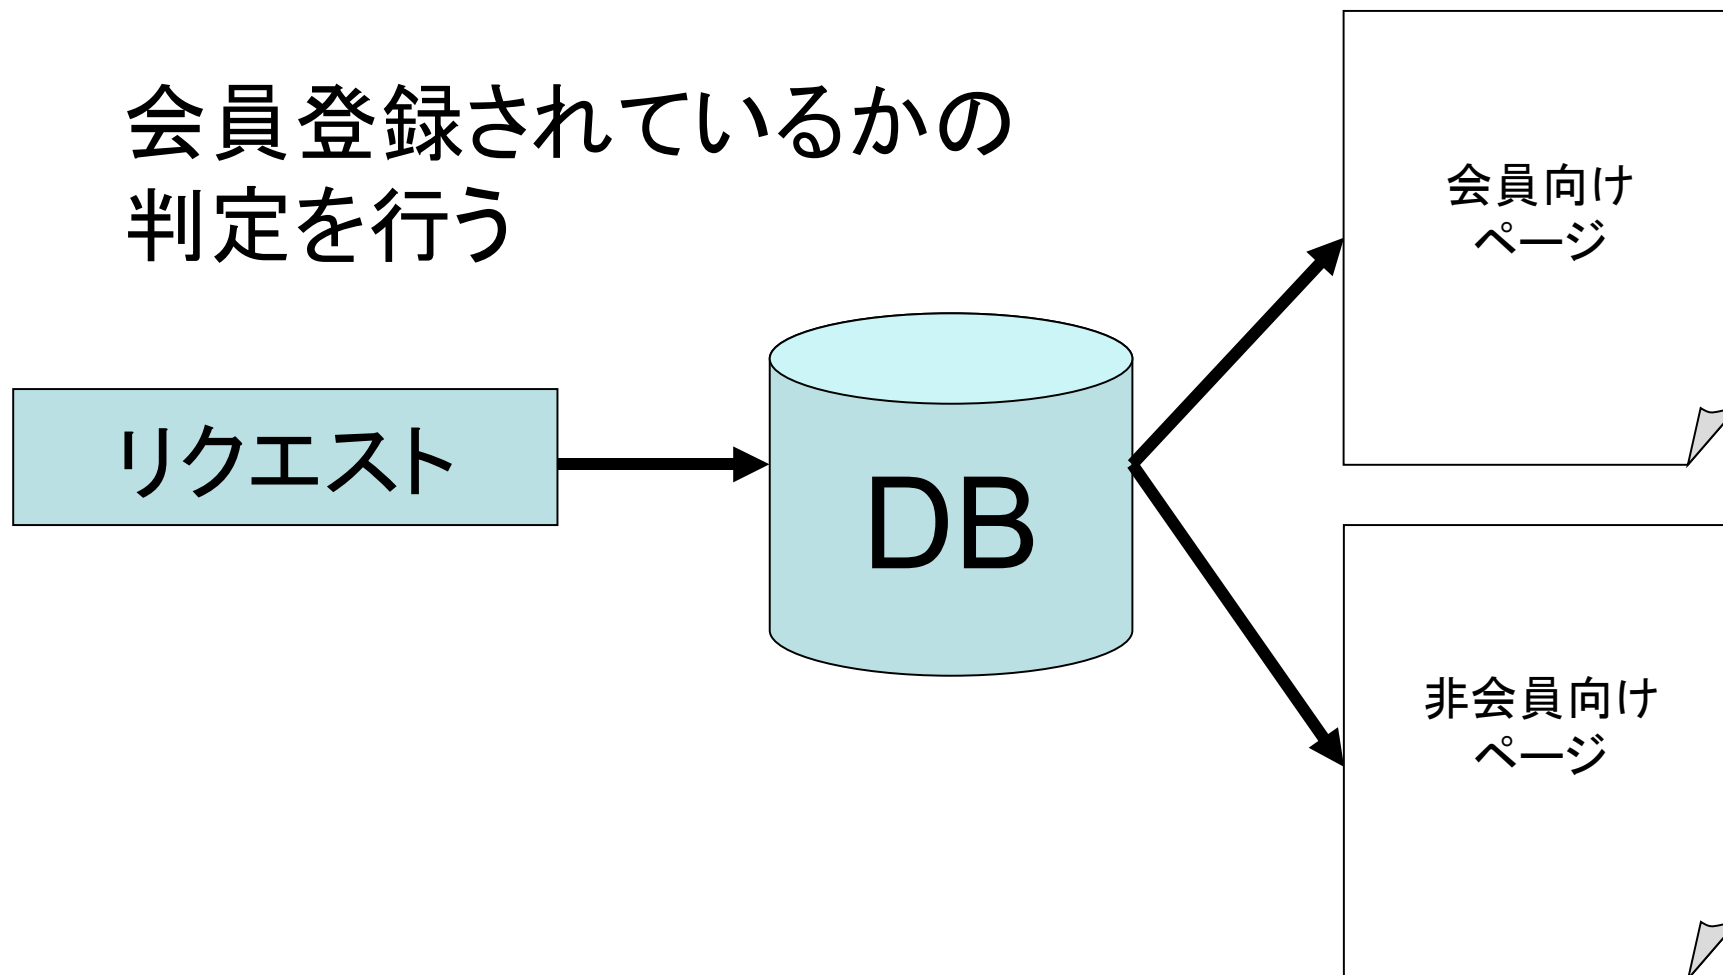 会員登録されているかの
判定を行う
リクエスト
DB
会員向け
ページ
非会員向け
ページ